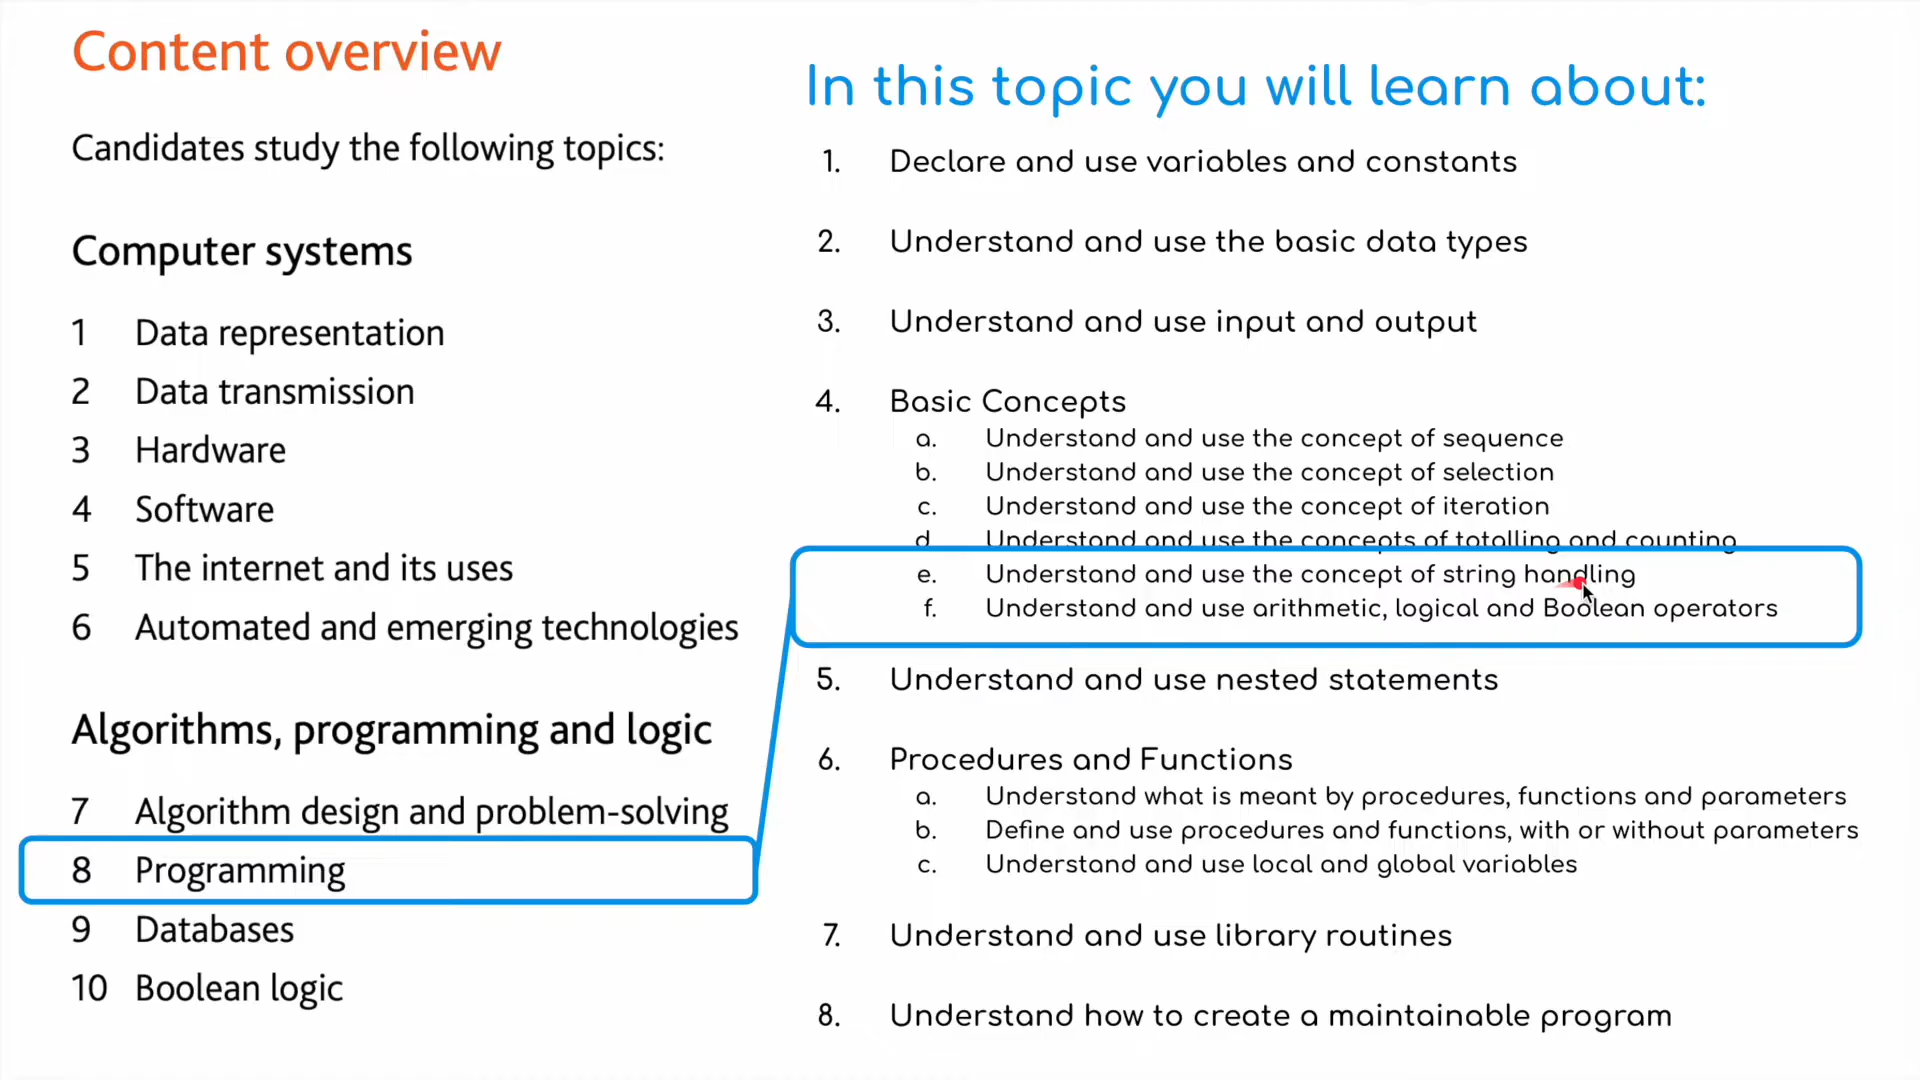 Content overview
Candidates study the following topics:
Computer systems
1 Data representation
2 Data transmission
3 Hardware
4 Software
5 The internet and its uses
6 Automated and emerging technologies
Algorithms, programming and logic
7 Algorithm design and problem-solving
8 Programming
9 Databases
10 Boolean logic
In this topic you will learn about:
1. Declare and use variables and constants
2. Understand and use the basic data types
3. Understand and use input and output
4. Basic Concepts
a. Understand and use the concept of sequence
b. Understand and use the concept of selection
c. Understand and use the concept of iteration
d. Understand and use the concepts of totalling and counting
e. Understand and use the concept of string handling
f. Understand and use arithmetic, logical and Boolean operators
5. Understand and use nested statements
6. Procedures and Functions
a. Understand what is meant by procedures, functions and parameters
b. Define and use procedures and functions, with or without parameters
c. Understand and use local and global variables
7. Understand and use library routines
8. Understand how to create a maintainable program